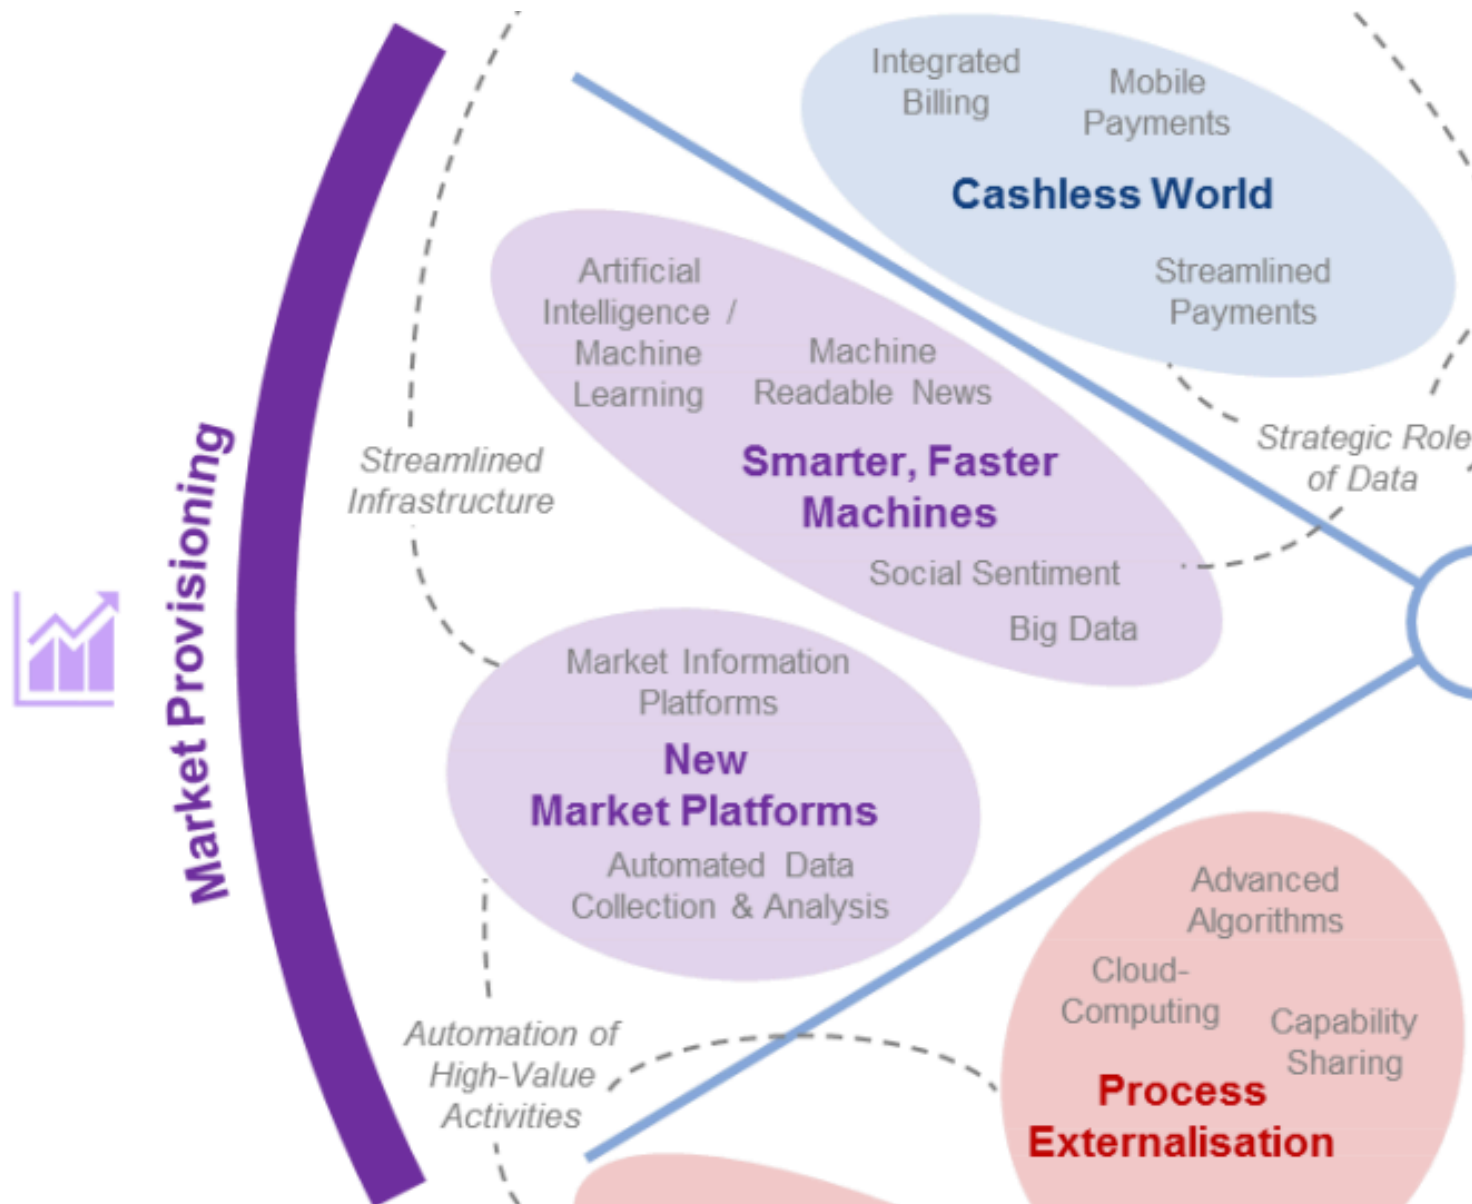 Integrated
Billing
Mobile
Payments
Cashless World
Streamlined
Payments
Artificial
Intelligence /
Machine
Learning
Machine
Readable News
Smarter, Faster
Machines
Social Sentiment
Big Data
Strategic Role
of Data
Streamlined
Infrastructure
Market Provisioning
Market Information
Platforms
New
Market Platforms
Automated Data
Collection & Analysis
Automation of
High-Value
Activities
Advanced
Algorithms
Cloud-
Computing
Capability
Sharing
Process
Externalisation